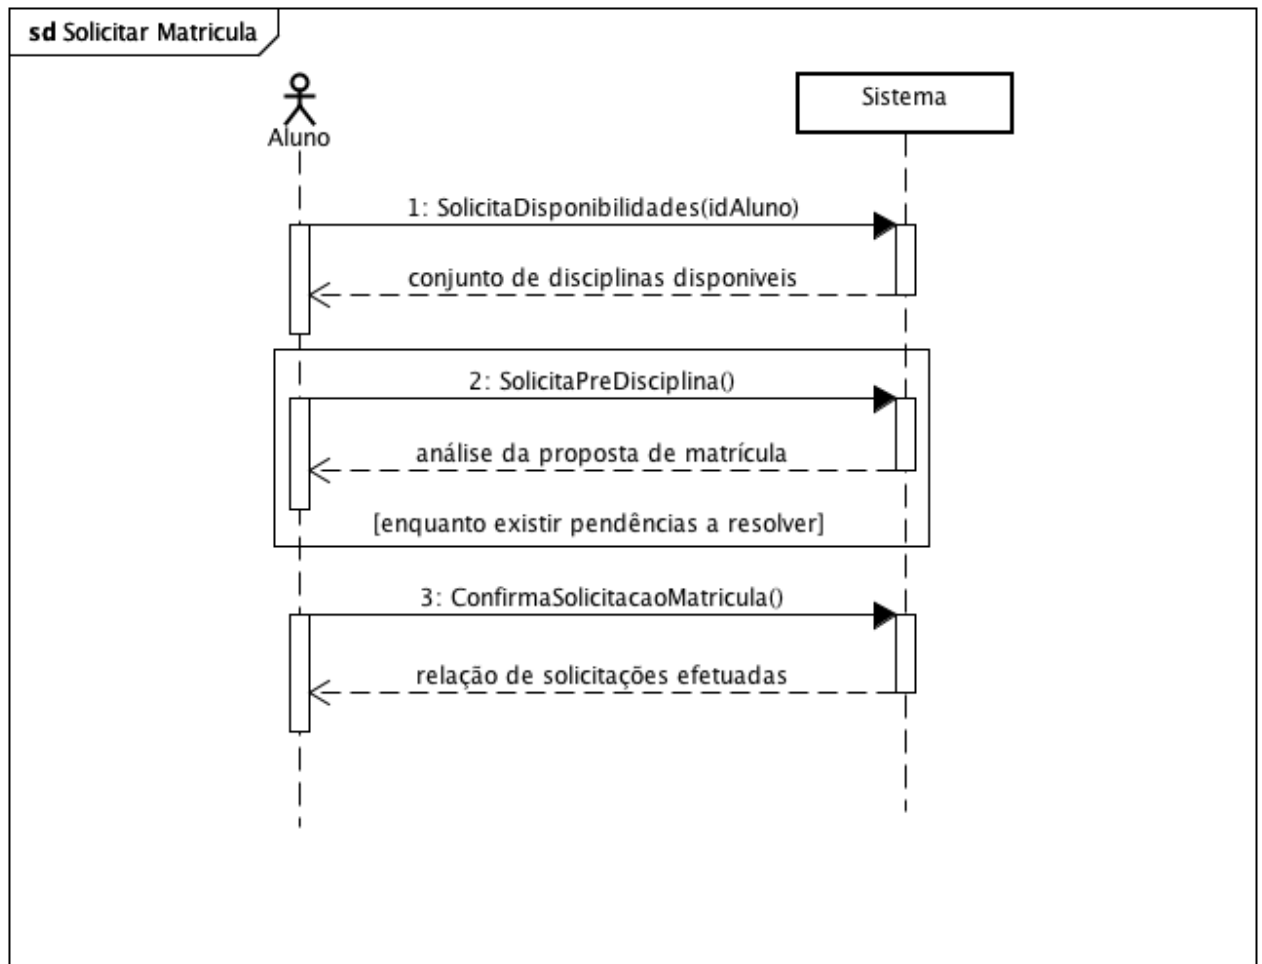 sd Solicitar Matricula
Aluno
Sistema
1: SolicitaDisponibilidades(idAluno)
conjunto de disciplinas disponiveis
2: SolicitaPreDisciplina()
análise da proposta de matrícula
[enquanto existir pendências a resolver]
3: ConfirmaSolicitacaoMatricula()
relação de solicitações efetuadas